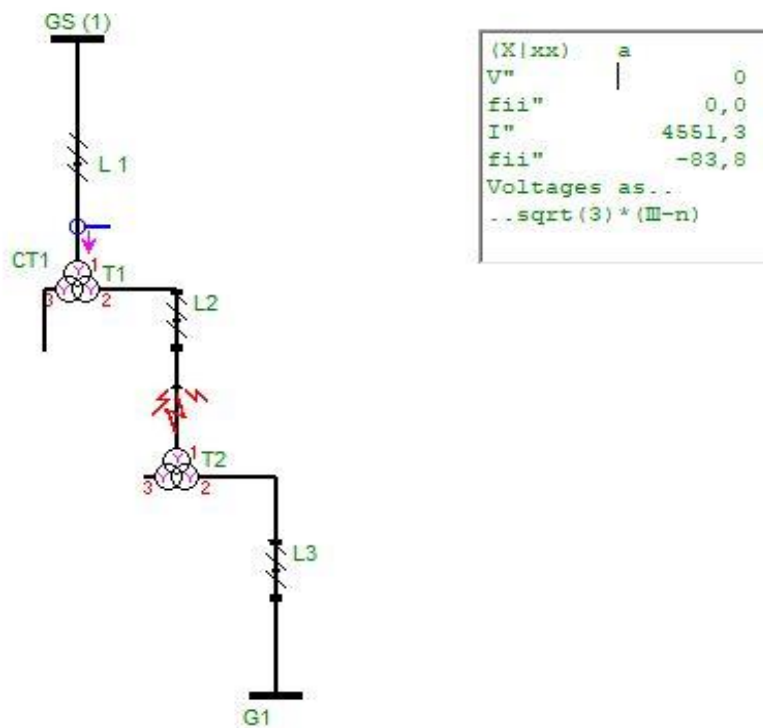 GS (1)
(X|xx) a
V" 0
fii" 0,0
I" 4551,3
fii" -83,8
Voltages as..
..sqrt(3)*(Ш-n)
L 1
CT1
1
T1
3
2
L2
1
T2
3
2
L3
G1